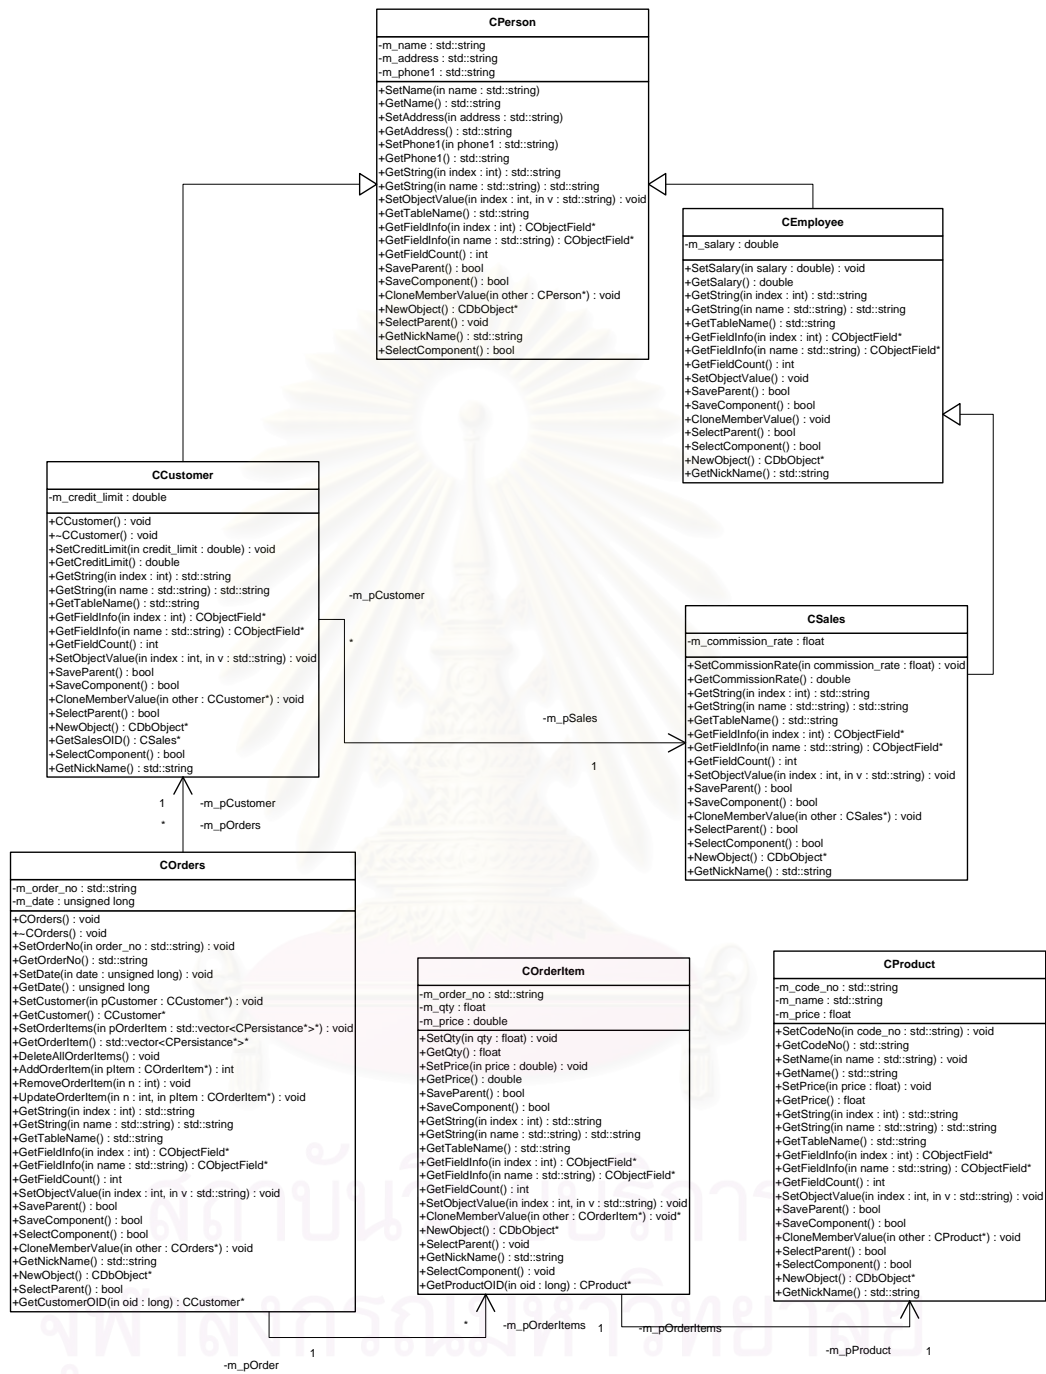 CPerson
-m_name : std::string
-m_address : std::string
-m_phone1 : std::string
+SetName(in name : std::string)
+GetName() : std::string
+SetAddress(in address : std::string)
+GetAddress() : std::string
+SetPhone1(in phone1 : std::string)
+GetPhone1() : std::string
+GetString(in index : int) : std::string
+GetString(in name : std::string) : std::string
+SetObjectValue(in index : int, in v : std::string) : void
+GetTableName() : std::string
+GetFieldInfo(in index : int) : CObjectField*
+GetFieldInfo(in name : std::string) : CObjectField*
+GetFieldCount() : int
+SaveParent() : bool
+SaveComponent() : bool
+CloneMemberValue(in other : CPerson*) : void
+NewObject() : CDbObject*
+SelectParent() : void
+GetNickName() : std::string
+SelectComponent() : bool
CEmployee
-m_salary : double
+SetSalary(in salary : double) : void
+GetSalary() : double
+GetString(in index : int) : std::string
+GetString(in name : std::string) : std::string
+GetTableName() : std::string
+GetFieldInfo(in index : int) : CObjectField*
+GetFieldInfo(in name : std::string) : CObjectField*
+GetFieldCount() : int
+SetObjectValue() : void
+SaveParent() : bool
+SaveComponent() : bool
+CloneMemberValue() : void
+SelectParent() : bool
+SelectComponent() : bool
+NewObject() : CDbObject*
+GetNickName() : std::string
CCustomer
-m_credit_limit : double
+CCustomer() : void
+~CCustomer() : void
+SetCreditLimit(in credit_limit : double) : void
+GetCreditLimit() : double
+GetString(in index : int) : std::string
+GetString(in name : std::string) : std::string
+GetTableName() : std::string
+GetFieldInfo(in index : int) : CObjectField*
+GetFieldInfo(in name : std::string) : CObjectField*
+GetFieldCount() : int
+SetObjectValue(in index : int, in v : std::string) : void
+SaveParent() : bool
+SaveComponent() : bool
+CloneMemberValue(in other : CCustomer*) : void
+SelectParent() : bool
+NewObject() : CDbObject*
+GetSalesOID() : CSales*
+SelectComponent() : bool
+GetNickName() : std::string
-m_pCustomer
*
-m_pSales
1
CSales
-m_commission_rate : float
+SetCommissionRate(in commission_rate : float) : void
+GetCommissionRate() : double
+GetString(in index : int) : std::string
+GetString(in name : std::string) : std::string
+GetTableName() : std::string
+GetFieldInfo(in index : int) : CObjectField*
+GetFieldInfo(in name : std::string) : CObjectField*
+GetFieldCount() : int
+SetObjectValue(in index : int, in v : std::string) : void
+SaveParent() : bool
+SaveComponent() : bool
+CloneMemberValue(in other : CSales*) : void
+SelectParent() : bool
+SelectComponent() : bool
+NewObject() : CDbObject*
+GetNickName() : std::string
1 -m_pCustomer
* -m_pOrders
COrders
-m_order_no : std::string
-m_date : unsigned long
+COrders() : void
+~COrders() : void
+SetOrderNo(in order_no : std::string) : void
+GetOrderNo() : std::string
+SetDate(in date : unsigned long) : void
+GetDate() : unsigned long
+SetCustomer(in pCustomer : CCustomer*) : void
+GetCustomer() : CCustomer*
+SetOrderItems(in pOrderItem : std::vector<CPersistance*>*) : void
+GetOrderItem() : std::vector<CPersistance*>*
+DeleteAllOrderItems() : void
+AddOrderItem(in pItem : COrderItem*) : int
+RemoveOrderItem(in n : int) : void
+UpdateOrderItem(in n : int, in pItem : COrderItem*) : void
+GetString(in index : int) : std::string
+GetString(in name : std::string) : std::string
+GetTableName() : std::string
+GetFieldInfo(in index : int) : CObjectField*
+GetFieldInfo(in name : std::string) : CObjectField*
+GetFieldCount() : int
+SetObjectValue(in index : int, in v : std::string) : void
+SaveParent() : bool
+SaveComponent() : bool
+SelectComponent() : bool
+CloneMemberValue(in other : COrders*) : void
+GetNickName() : std::string
+NewObject() : CDbObject*
+SelectParent() : bool
+GetCustomerOID(in oid : long) : CCustomer*
COrderItem
-m_order_no : std::string
-m_qty : float
-m_price : double
+SetQty(in qty : float) : void
+GetQty() : float
+SetPrice(in price : double) : void
+GetPrice() : double
+SaveParent() : bool
+SaveComponent() : bool
+GetString(in index : int) : std::string
+GetString(in name : std::string) : std::string
+GetTableName() : std::string
+GetFieldInfo(in index : int) : CObjectField*
+GetFieldInfo(in name : std::string) : CObjectField*
+GetFieldCount() : int
+SetObjectValue(in index : int, in v : std::string) : void
+CloneMemberValue(in other : COrderItem*) : void*
+NewObject() : CDbObject*
+SelectParent() : void
+GetNickName() : std::string
+SelectComponent() : void
+GetProductOID(in oid : long) : CProduct*
CProduct
-m_code_no : std::string
-m_name : std::string
-m_price : float
+SetCodeNo(in code_no : std::string) : void
+GetCodeNo() : std::string
+SetName(in name : std::string) : void
+GetName() : std::string
+SetPrice(in price : float) : void
+GetPrice() : float
+GetString(in index : int) : std::string
+GetString(in name : std::string) : std::string
+GetTableName() : std::string
+GetFieldInfo(in index : int) : CObjectField*
+GetFieldInfo(in name : std::string) : CObjectField*
+GetFieldCount() : int
+SetObjectValue(in index : int, in v : std::string) : void
+SaveParent() : bool
+SaveComponent() : bool
+CloneMemberValue(in other : CProduct*) : void
+SelectParent() : bool
+SelectComponent() : bool
+NewObject() : CDbObject*
+GetNickName() : std::string
* -m_pOrderItems
1 -m_pOrderItems
1
-m_pOrder
-m_pProduct 1
จุฬาลงกรณ์มหาวิทยาลัย